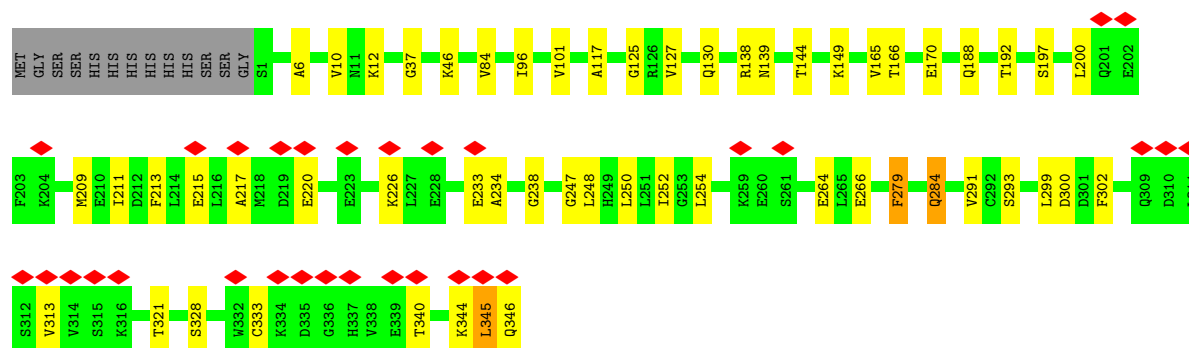 MET GLY SER SER HIS HIS HIS HIS HIS HIS SER SER GLY S1 A6 V10 N11 K12 G37 K46 V84 I96 V101 A117 G125 R126 V127 Q130 R138 N139 T144 K149 V165 T166 E170 Q188 T192 S197 L200 Q201 E202
F203 K204 M209 E210 I211 D212 F213 L214 E215 L216 A217 M218 D219 E220 E223 K226 L227 E228 E233 A234 G238 G247 L248 H249 L250 L251 I252 G253 L254 K259 E260 S261 E264 L265 E266 F279 Q284 V291 C292 S293 L299 D300 D301 F302 Q309 D310
S312 V313 V314 S315 K316 T321 S328 W332 C333 K334 D335 G336 H337 V338 E339 T340 K344 L345 Q346